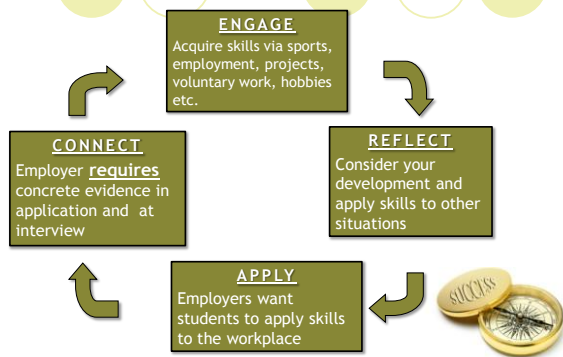 ENGAGE
Acquire skills via sports,
employment, projects,
voluntary work, hobbies
etc.
REFLECT
Consider your
development and
apply skills to other
situations
APPLY
Employers want
students to apply skills
to the workplace
CONNECT
Employer requires
concrete evidence in
application and at
interview
SUCCESS